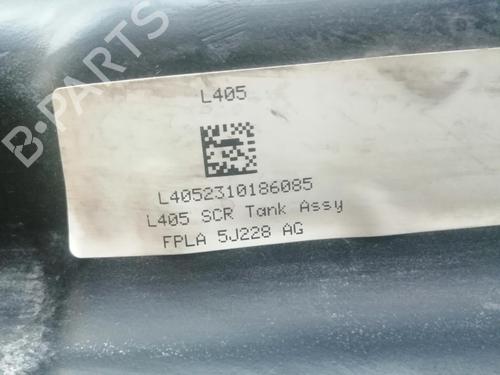 B-PARTS
L405
L4052310186085
L405 SCR Tank Assy
FPLA 5J228 AG